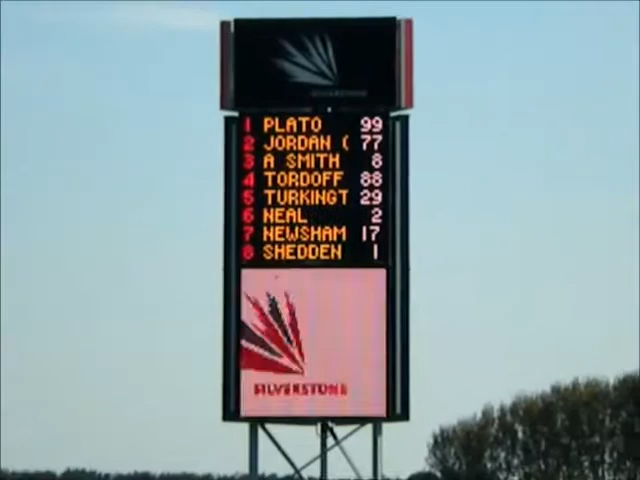 SILVERSTONE
1 PLATO 99
2 JORDAN ( 77
3 A SMITH 8
4 TORDOFF 88
5 TURKINGT 29
6 NEAL 2
7 NEWSHAM 17
8 SHEDDEN 1
SILVERSTONE